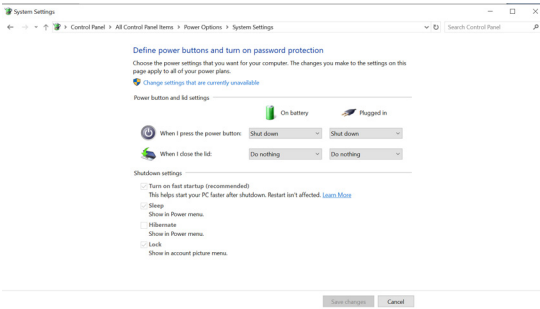 System Settings
Control Panel > All Control Panel Items > Power Options > System Settings
Search Control Panel
Define power buttons and turn on password protection
Choose the power settings that you want for your computer. The changes you make to the settings on this
page apply to all of your power plans.
Change settings that are currently unavailable
Power button and lid settings
On battery Plugged in
When I press the power button: Shut down Shut down
When I close the lid: Do nothing Do nothing
Shutdown settings
Turn on fast startup (recommended)
This helps start your PC faster after shutdown. Restart isn't affected. Learn More
Sleep
Show in Power menu.
Hibernate
Show in Power menu.
Lock
Show in account picture menu.
Save changes Cancel